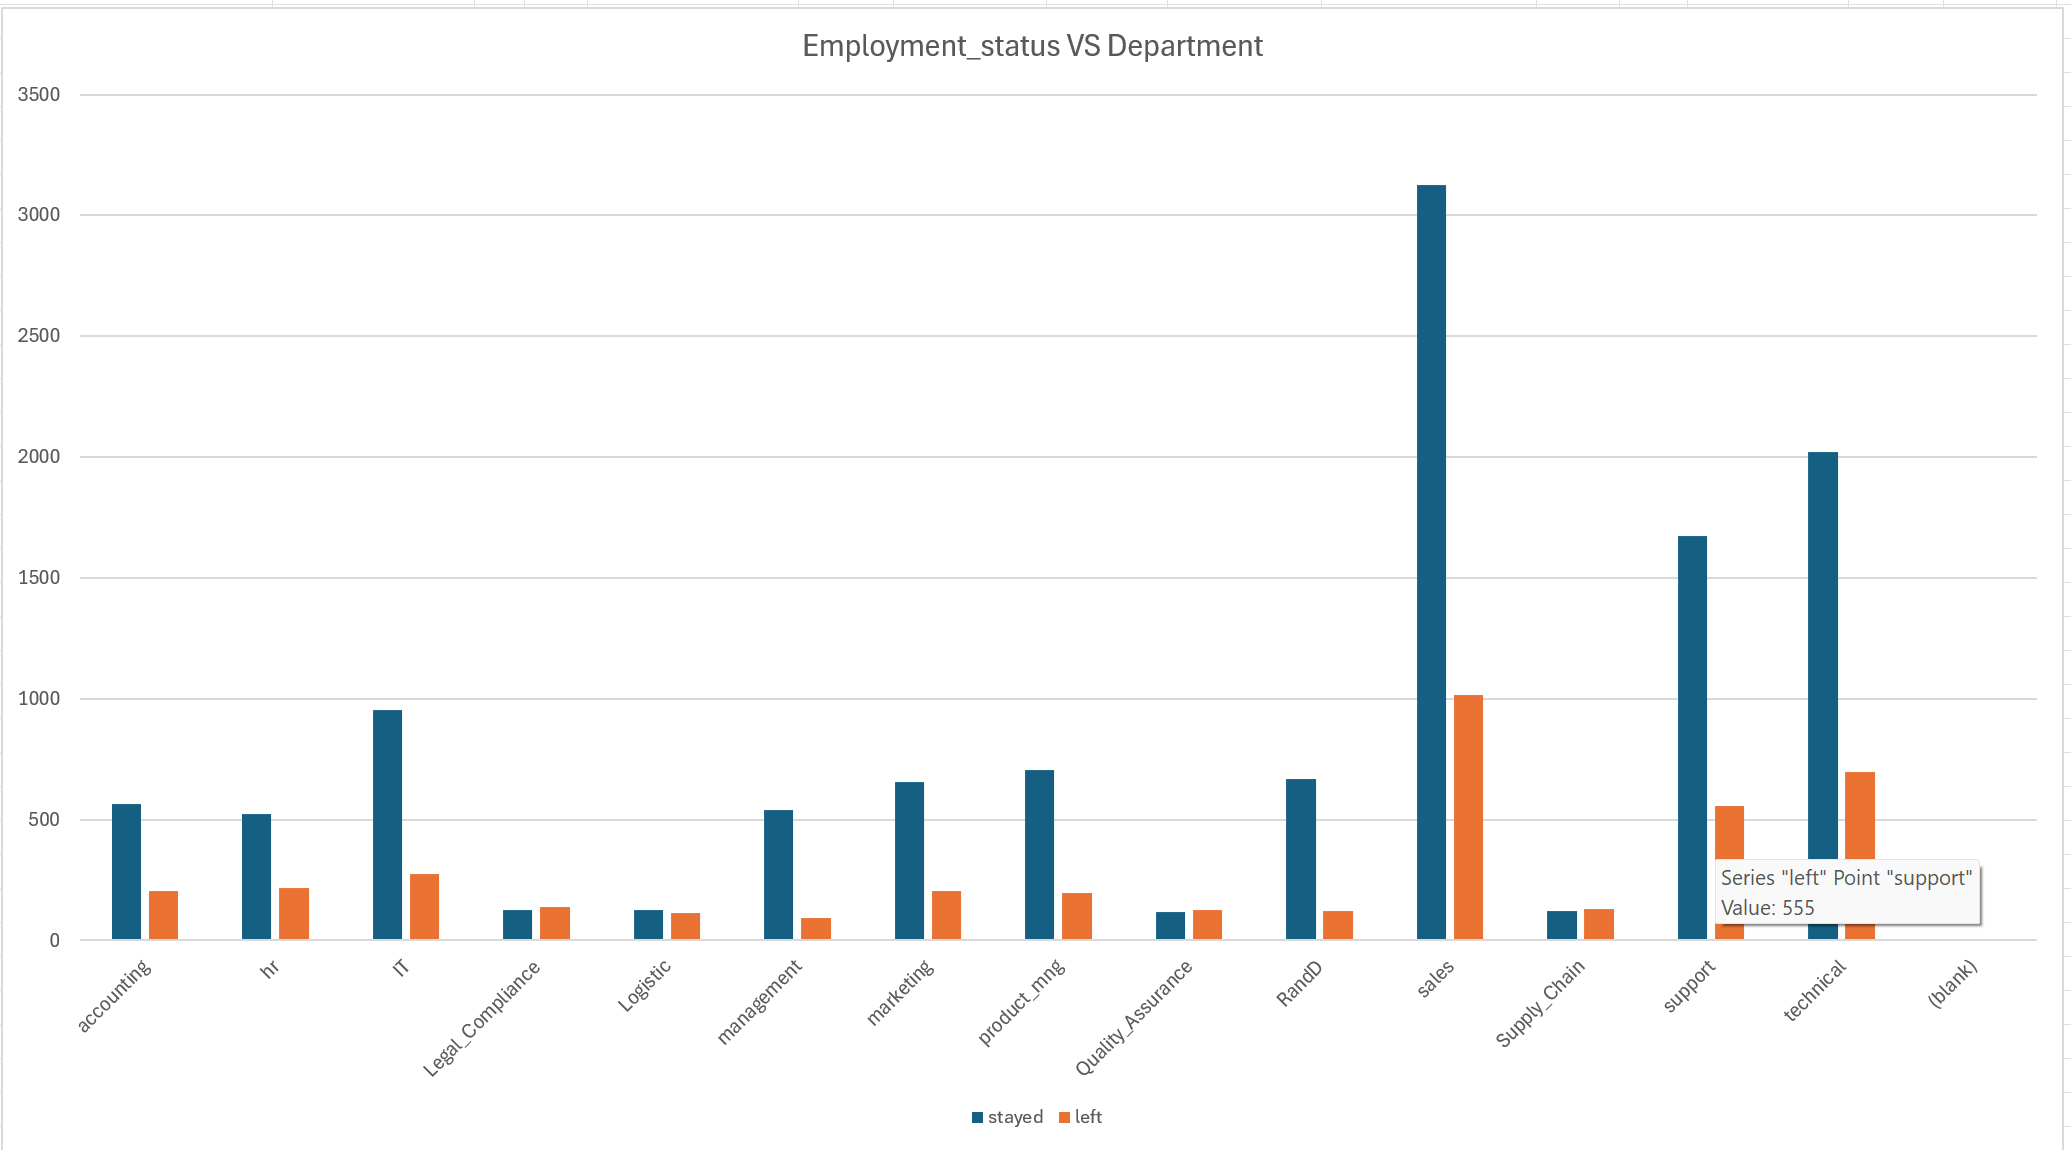 Employment_status VS Department
3500
3000
2500
2000
1500
1000
500
0
accounting
hr
IT
Legal_Compliance
Logistic
management
marketing
product_mng
Quality_Assurance
RandD
sales
Supply_Chain
support
technical
(blank)
Series "left" Point "support"
Value: 555
stayed left